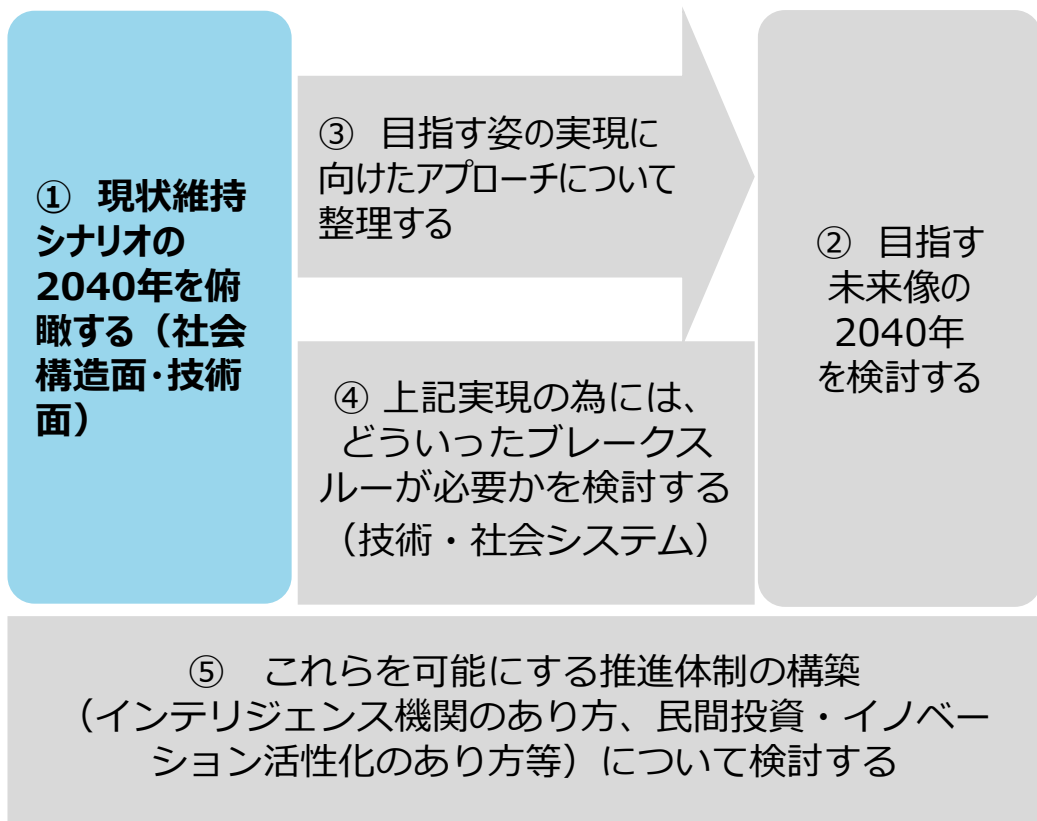 ① 現状維持
シナリオの
2040年を俯
瞰する（社会
構造面･技術
面）
③ 目指す姿の実現に
向けたアプローチについて
整理する
② 目指す
未来像の
2040年
を検討する
④ 上記実現の為には、
どういったブレークス
ルーが必要かを検討する
（技術・社会システム）
⑤ これらを可能にする推進体制の構築
（インテリジェンス機関のあり方、民間投資・イノベー
ション活性化のあり方等）について検討する